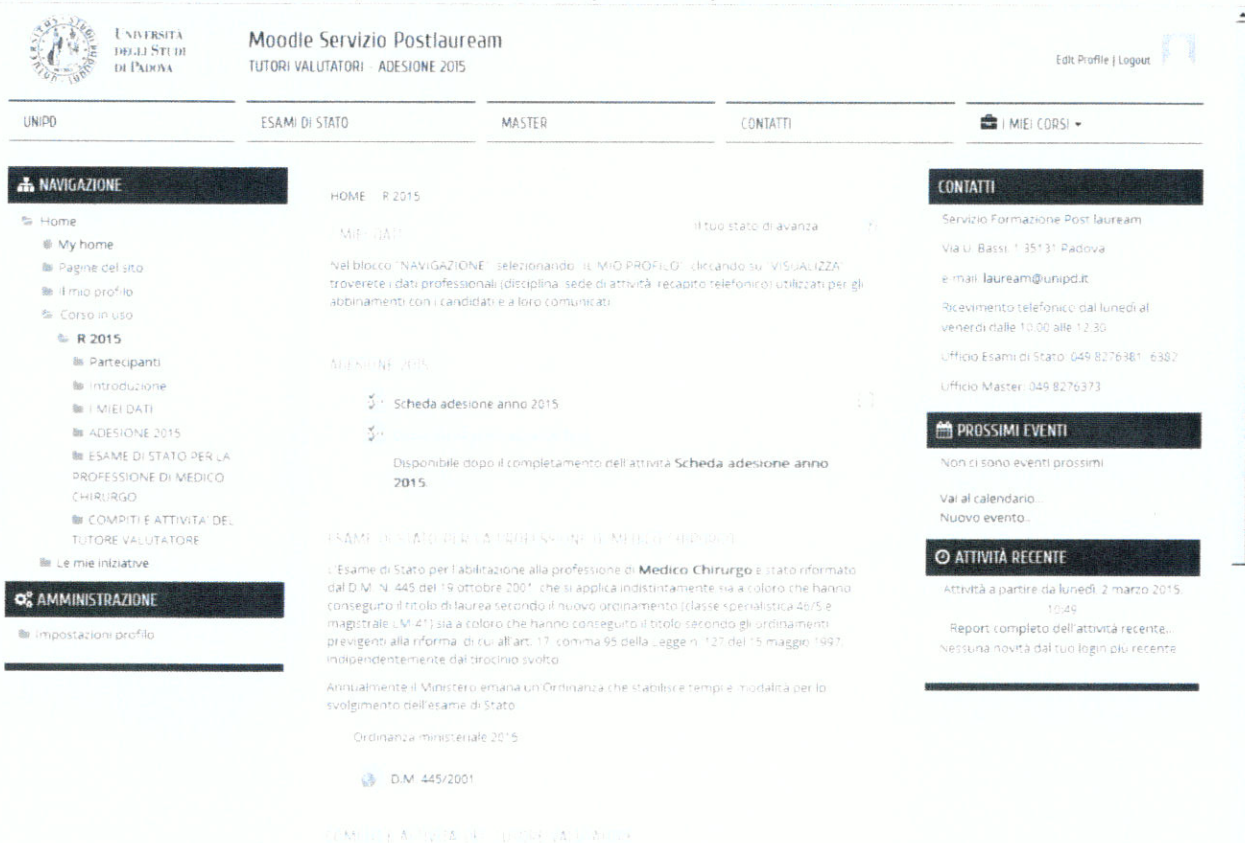 UNIVERSITÀ
DEGLI STUDI
DI PADOVA
Moodle Servizio Postlauream
TUTORI VALUTATORI - ADESIONE 2015
Edit Profile | Logout
UNIPD
ESAMI DI STATO
MASTER
CONTATTI
I MIEI CORSI
NAVIGAZIONE
Home
My home
Pagine del sito
Il mio profilo
Corso in uso
R 2015
Partecipanti
Introduzione
I MIEI DATI
ADESIONE 2015
ESAME DI STATO PER LA
PROFESSIONE DI MEDICO
CHIRURGO
COMPITI E ATTIVITA' DEL
TUTORE VALUTATORE
Le mie iniziative
AMMINISTRAZIONE
Impostazioni profilo
HOME R 2015
I MIEI DATI
Il tuo stato di avanza
Nel blocco "NAVIGAZIONE" selezionando "IL MIO PROFILO" cliccando su "VISUALIZZA"
troverete i dati professionali (disciplina, sede di attività, recapito telefonico) utilizzati per gli
abbinamenti con i candidati e a loro comunicati
ADESIONE 2015
Scheda adesione anno 2015
Disponibile dopo il completamento dell'attività Scheda adesione anno
2015
ESAME DI STATO PER LA PROFESSIONE DI MEDICO CHIRURGO
L'Esame di Stato per l'abilitazione alla professione di Medico Chirurgo è stato riformato
dal D.M. N. 445 del 19 ottobre 2001, che si applica indistintamente sia a coloro che hanno
conseguito il titolo di laurea secondo il nuovo ordinamento (classe specialistica 46/S e
magistrale LM-41) sia a coloro che hanno conseguito il titolo secondo gli ordinamenti
previgenti alla riforma, di cui all'art. 17, comma 95 della Legge n. 127 del 15 maggio 1997,
indipendentemente dal tirocinio svolto
Annualmente il Ministero emana un Ordinanza che stabilisce tempi e modalità per lo
svolgimento dell'esame di Stato
Ordinanza ministeriale 2015
D.M. 445/2001
CONTATTI
Servizio Formazione Post lauream
Via U. Bassi, 1 35131 Padova
e-mail: lauream@unipd.it
Ricevimento telefonico dal lunedì al
venerdì dalle 10.00 alle 12.30
Ufficio Esami di Stato: 049 8276381 6382
Ufficio Master: 049 8276373
PROSSIMI EVENTI
Non ci sono eventi prossimi
Vai al calendario...
Nuovo evento...
ATTIVITÀ RECENTE
Attività a partire da lunedì, 2 marzo 2015,
10:49
Report completo dell'attività recente...
Nessuna novità dal tuo login più recente